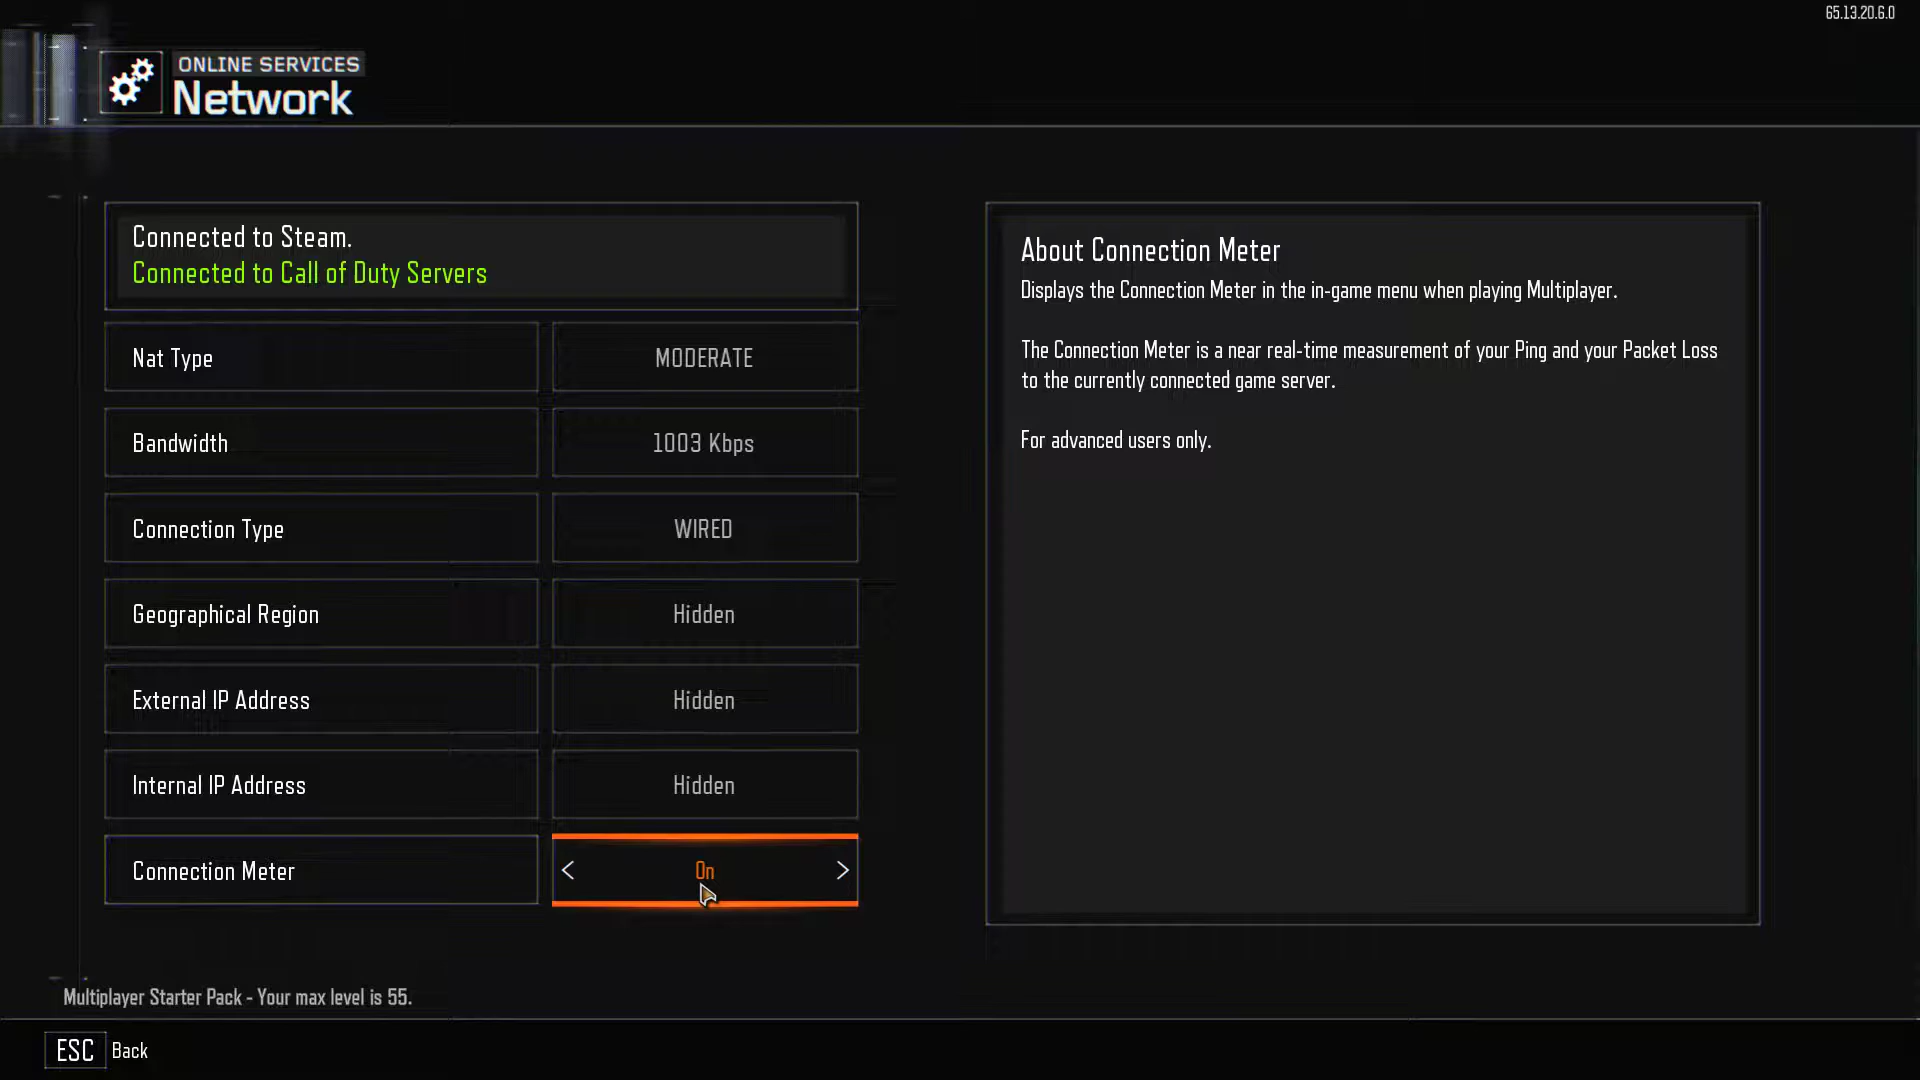 65.13.20.6.0
ONLINE SERVICES
Network
Connected to Steam.
Connected to Call of Duty Servers
Nat Type
MODERATE
Bandwidth
1003 Kbps
Connection Type
WIRED
Geographical Region
Hidden
External IP Address
Hidden
Internal IP Address
Hidden
Connection Meter
< On >
About Connection Meter
Displays the Connection Meter in the in-game menu when playing Multiplayer.
The Connection Meter is a near real-time measurement of your Ping and your Packet Loss
to the currently connected game server.
For advanced users only.
Multiplayer Starter Pack - Your max level is 55.
ESC Back